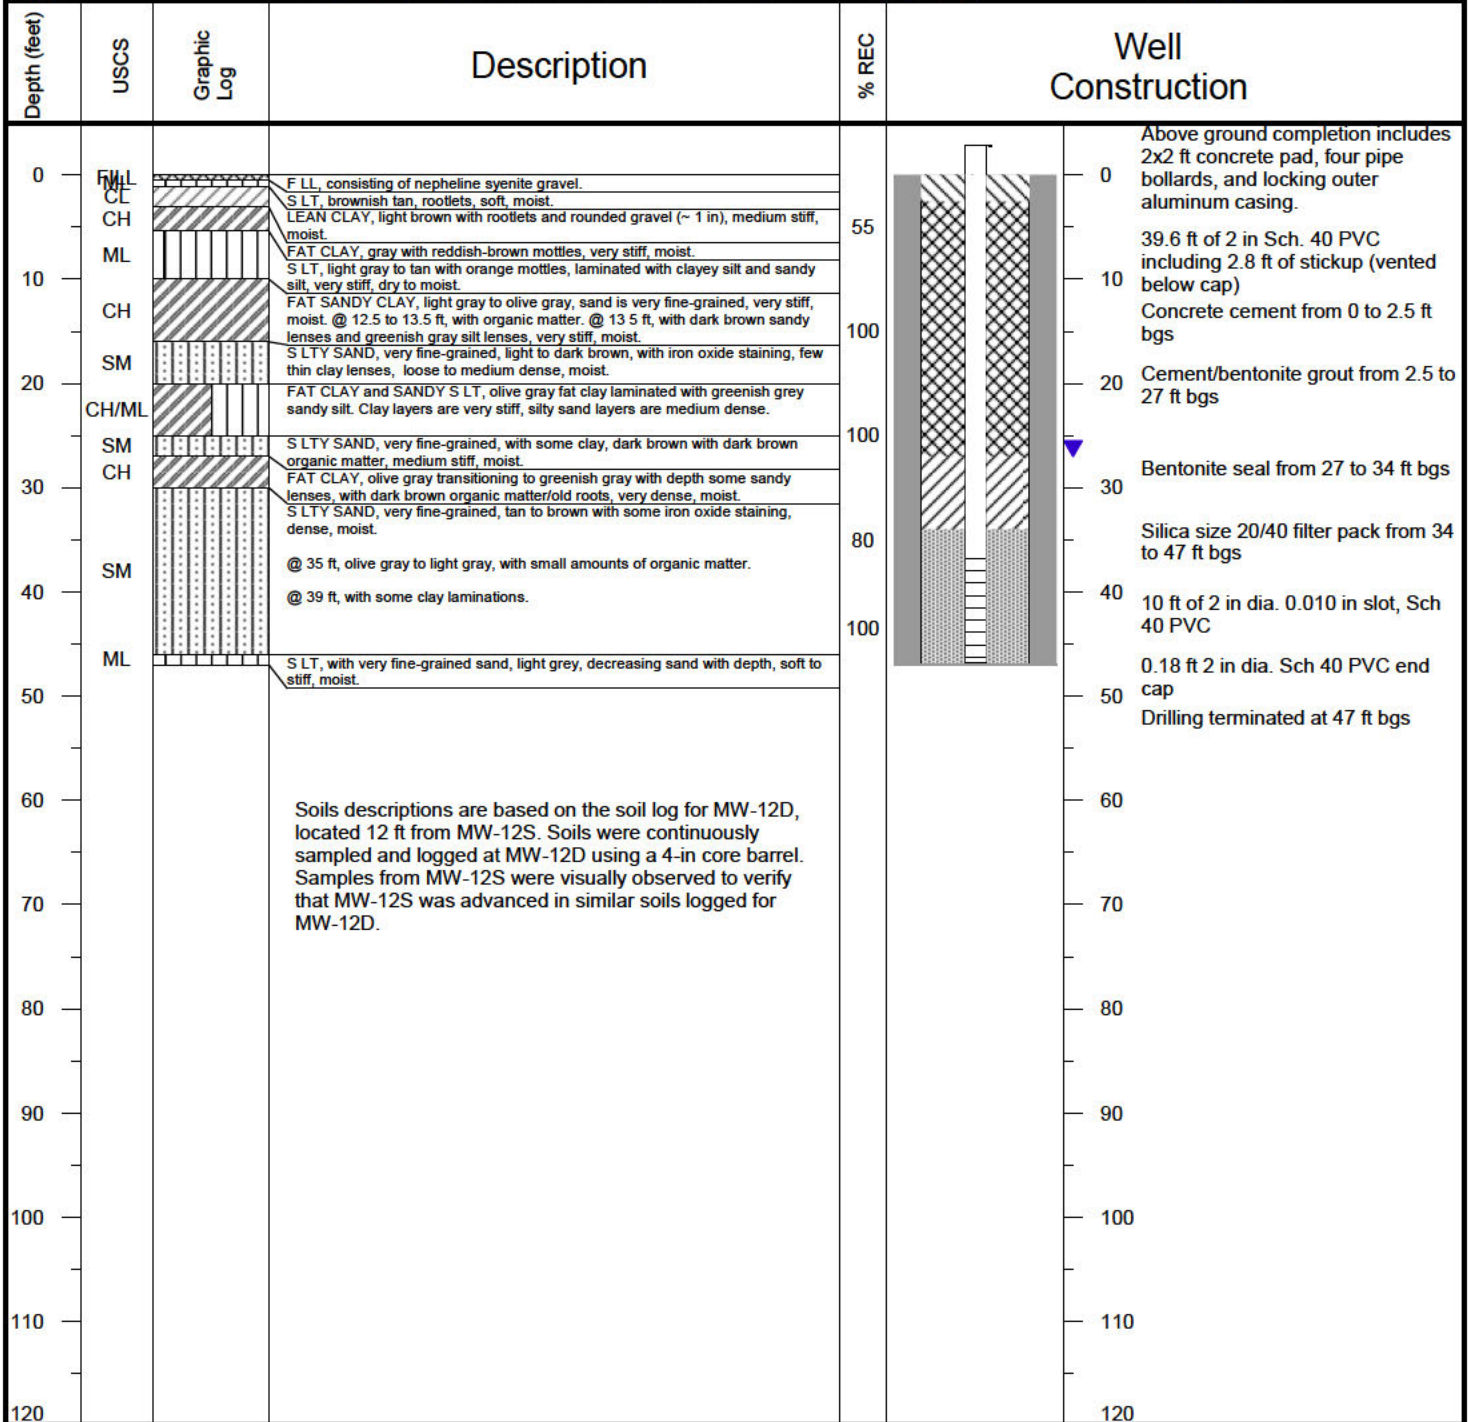 Depth (feet)
USCS
Graphic
Log
Description
% REC
Well
Construction
0
10
20
30
40
50
60
70
80
90
100
110
120
FILL
ML
CL
CH
ML
CH
SM
CH/ML
SM
CH
SM
ML
F LL, consisting of nepheline syenite gravel.
S LT, brownish tan, rootlets, soft, moist.
LEAN CLAY, light brown with rootlets and rounded gravel (~ 1 in), medium stiff,
moist.
FAT CLAY, gray with reddish-brown mottles, very stiff, moist.
S LT, light gray to tan with orange mottles, laminated with clayey silt and sandy
silt, very stiff, dry to moist.
FAT SANDY CLAY, light gray to olive gray, sand is very fine-grained, very stiff,
moist. @ 12.5 to 13.5 ft, with organic matter. @ 13 5 ft, with dark brown sandy
lenses and greenish gray silt lenses, very stiff, moist.
S LTY SAND, very fine-grained, light to dark brown, with iron oxide staining, few
thin clay lenses, loose to medium dense, moist.
FAT CLAY and SANDY S LT, olive gray fat clay laminated with greenish grey
sandy silt. Clay layers are very stiff, silty sand layers are medium dense.
S LTY SAND, very fine-grained, with some clay, dark brown with dark brown
organic matter, medium stiff, moist.
FAT CLAY, olive gray transitioning to greenish gray with depth some sandy
lenses, with dark brown organic matter/old roots, very dense, moist.
S LTY SAND, very fine-grained, tan to brown with some iron oxide staining,
dense, moist.
@ 35 ft, olive gray to light gray, with small amounts of organic matter.
@ 39 ft, with some clay laminations.
S LT, with very fine-grained sand, light grey, decreasing sand with depth, soft to
stiff, moist.
Soils descriptions are based on the soil log for MW-12D,
located 12 ft from MW-12S. Soils were continuously
sampled and logged at MW-12D using a 4-in core barrel.
Samples from MW-12S were visually observed to verify
that MW-12S was advanced in similar soils logged for
MW-12D.
55
100
100
80
100
0
10
20
30
40
50
60
70
80
90
100
110
120
Above ground completion includes
2x2 ft concrete pad, four pipe
bollards, and locking outer
aluminum casing.
39.6 ft of 2 in Sch. 40 PVC
including 2.8 ft of stickup (vented
below cap)
Concrete cement from 0 to 2.5 ft
bgs
Cement/bentonite grout from 2.5 to
27 ft bgs
Bentonite seal from 27 to 34 ft bgs
Silica size 20/40 filter pack from 34
to 47 ft bgs
10 ft of 2 in dia. 0.010 in slot, Sch
40 PVC
0.18 ft 2 in dia. Sch 40 PVC end
cap
Drilling terminated at 47 ft bgs